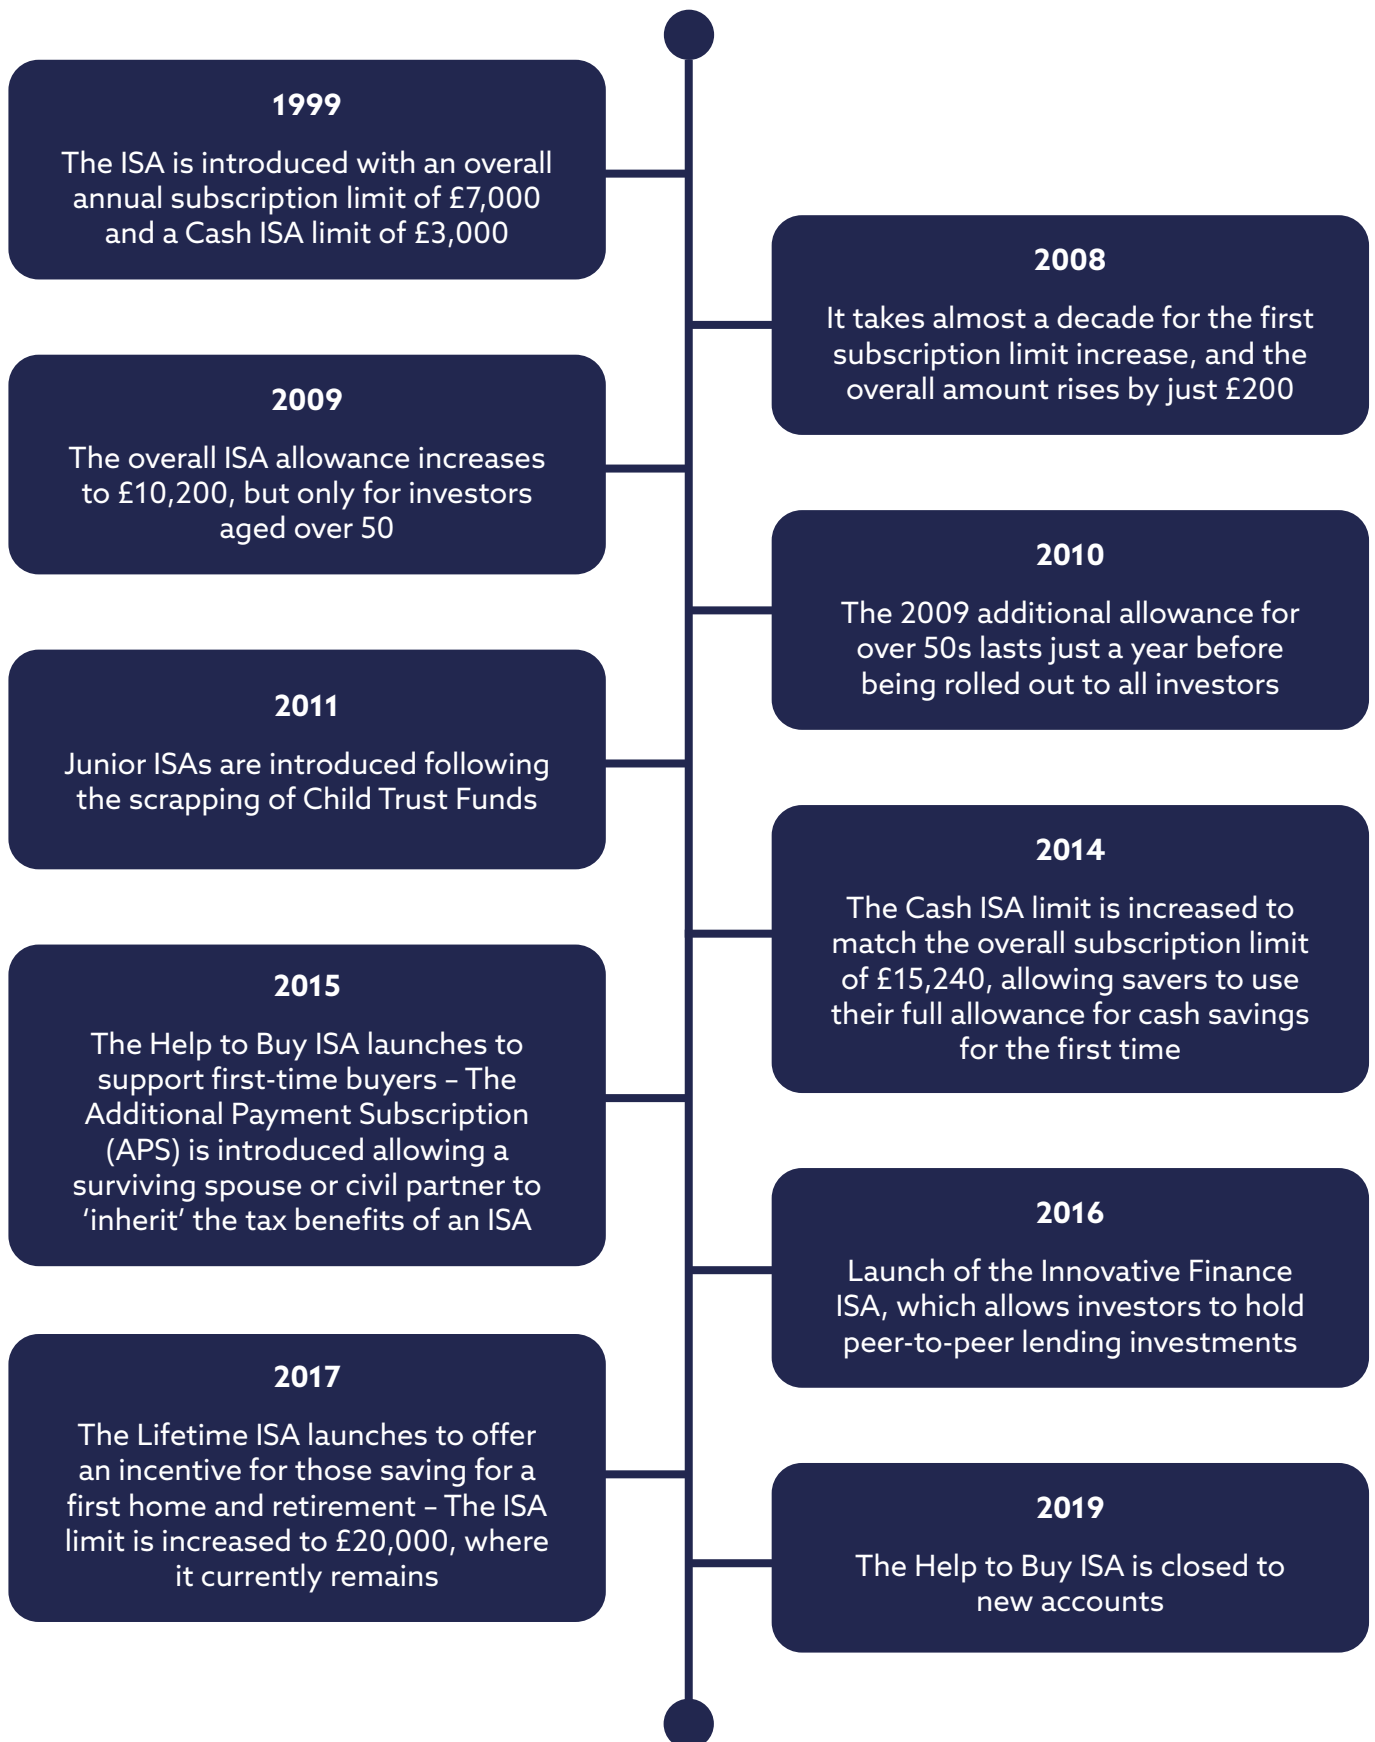 1999
The ISA is introduced with an overall
annual subscription limit of £7,000
and a Cash ISA limit of £3,000
2008
It takes almost a decade for the first
subscription limit increase, and the
overall amount rises by just £200
2009
The overall ISA allowance increases
to £10,200, but only for investors
aged over 50
2010
The 2009 additional allowance for
over 50s lasts just a year before
being rolled out to all investors
2011
Junior ISAs are introduced following
the scrapping of Child Trust Funds
2014
The Cash ISA limit is increased to
match the overall subscription limit
of £15,240, allowing savers to use
their full allowance for cash savings
for the first time
2015
The Help to Buy ISA launches to
support first-time buyers – The
Additional Payment Subscription
(APS) is introduced allowing a
surviving spouse or civil partner to
‘inherit’ the tax benefits of an ISA
2016
Launch of the Innovative Finance
ISA, which allows investors to hold
peer-to-peer lending investments
2017
The Lifetime ISA launches to offer
an incentive for those saving for a
first home and retirement – The ISA
limit is increased to £20,000, where
it currently remains
2019
The Help to Buy ISA is closed to
new accounts